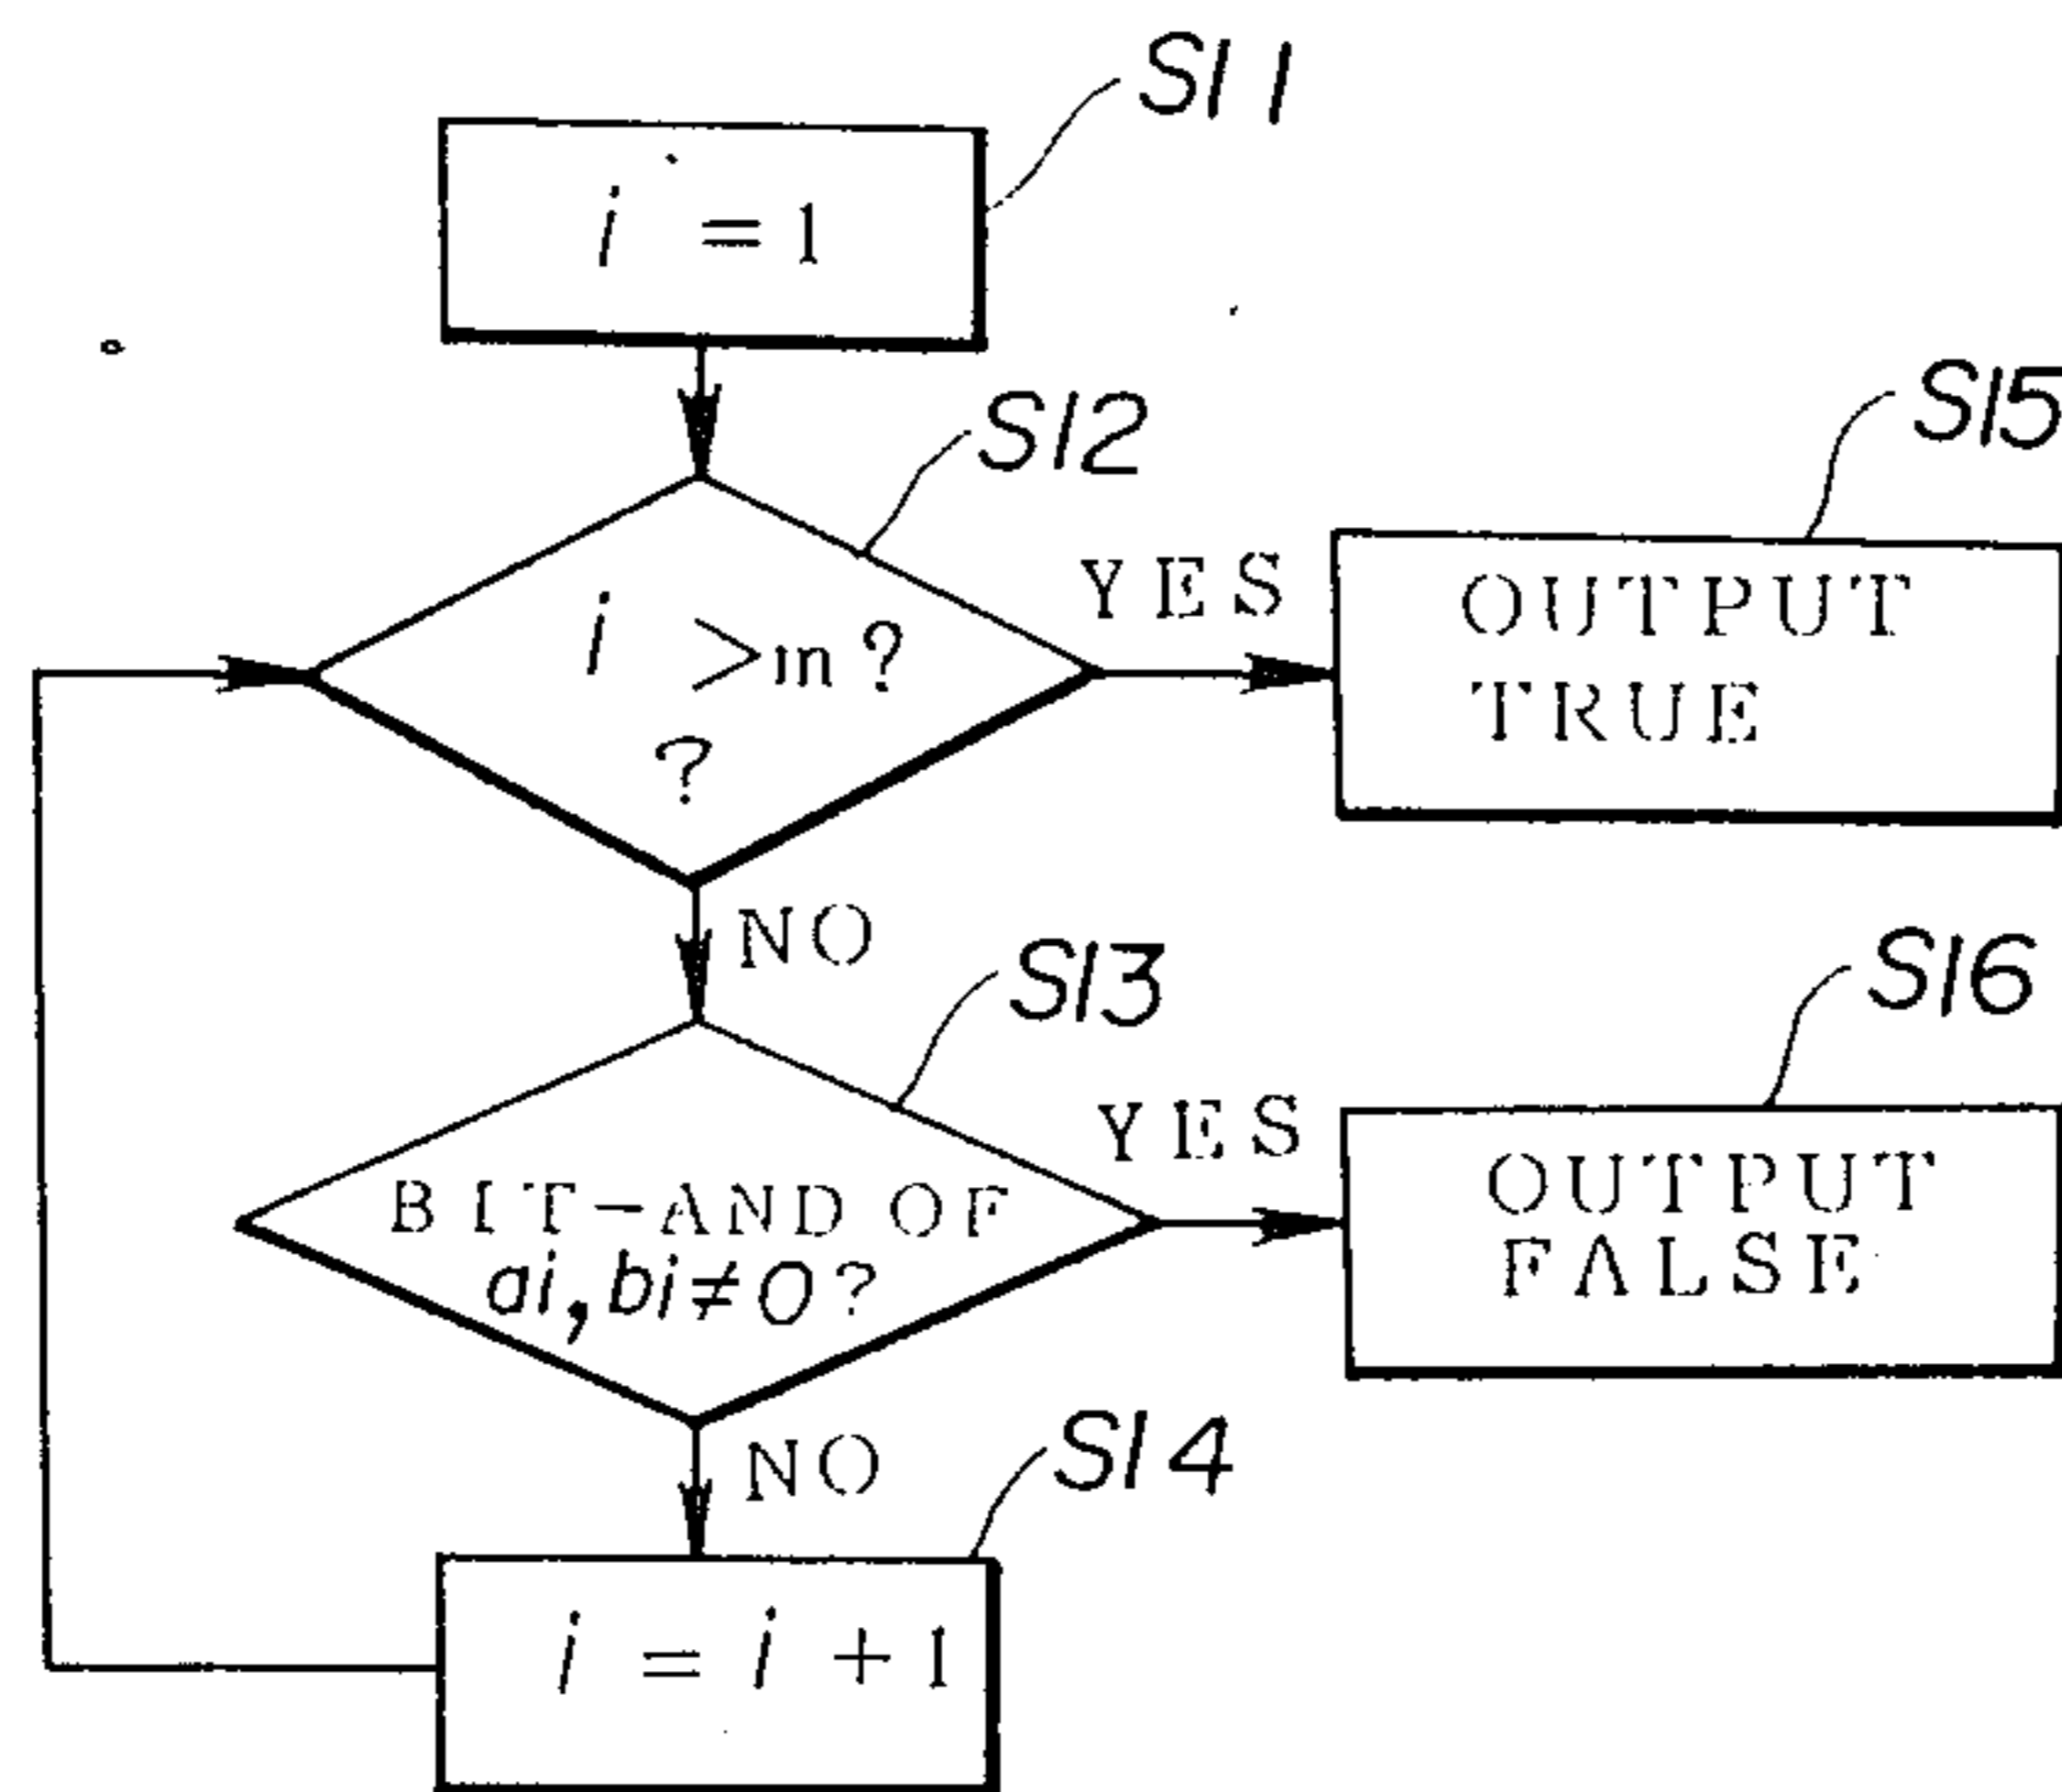 S11
i = 1
S12
i > m ?
?
YES
S15
OUTPUT
TRUE
NO
S13
BIT-AND OF
ai, bi ≠ 0 ?
YES
S16
OUTPUT
FALSE
NO
S14
i = i + 1